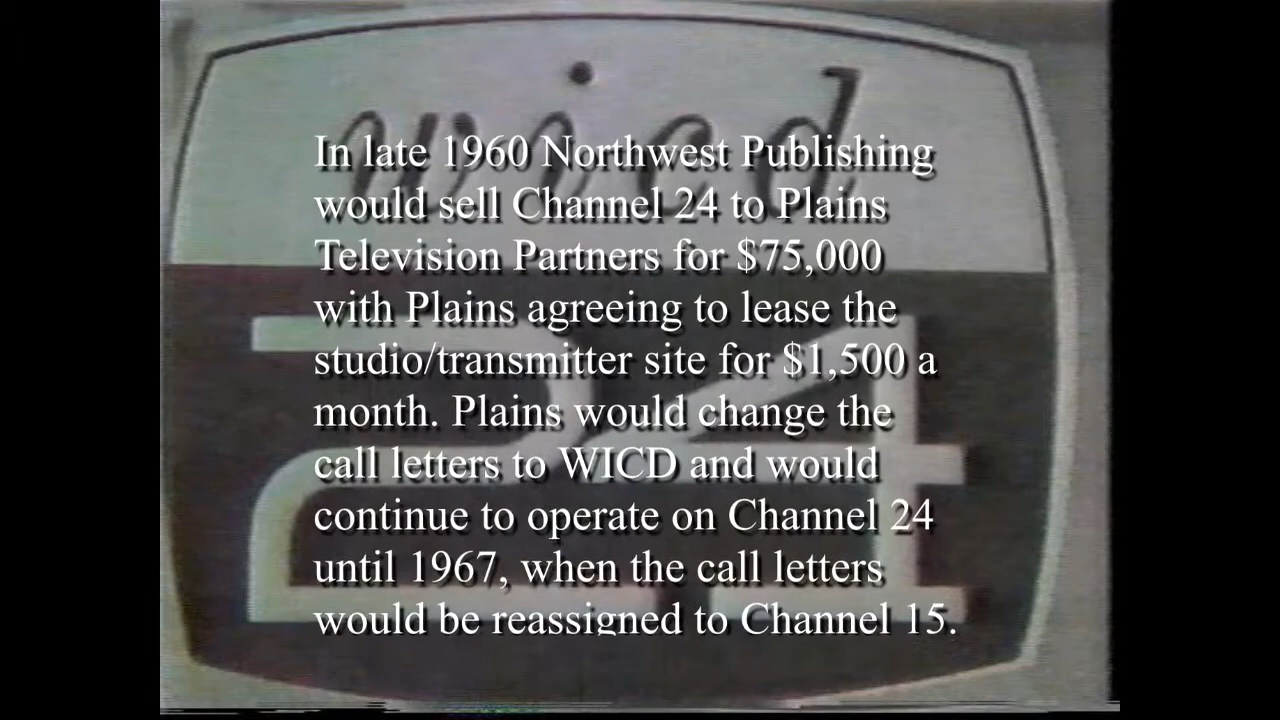 wicd
24
In late 1960 Northwest Publishing
would sell Channel 24 to Plains
Television Partners for $75,000
with Plains agreeing to lease the
studio/transmitter site for $1,500 a
month. Plains would change the
call letters to WICD and would
continue to operate on Channel 24
until 1967, when the call letters
would be reassigned to Channel 15.